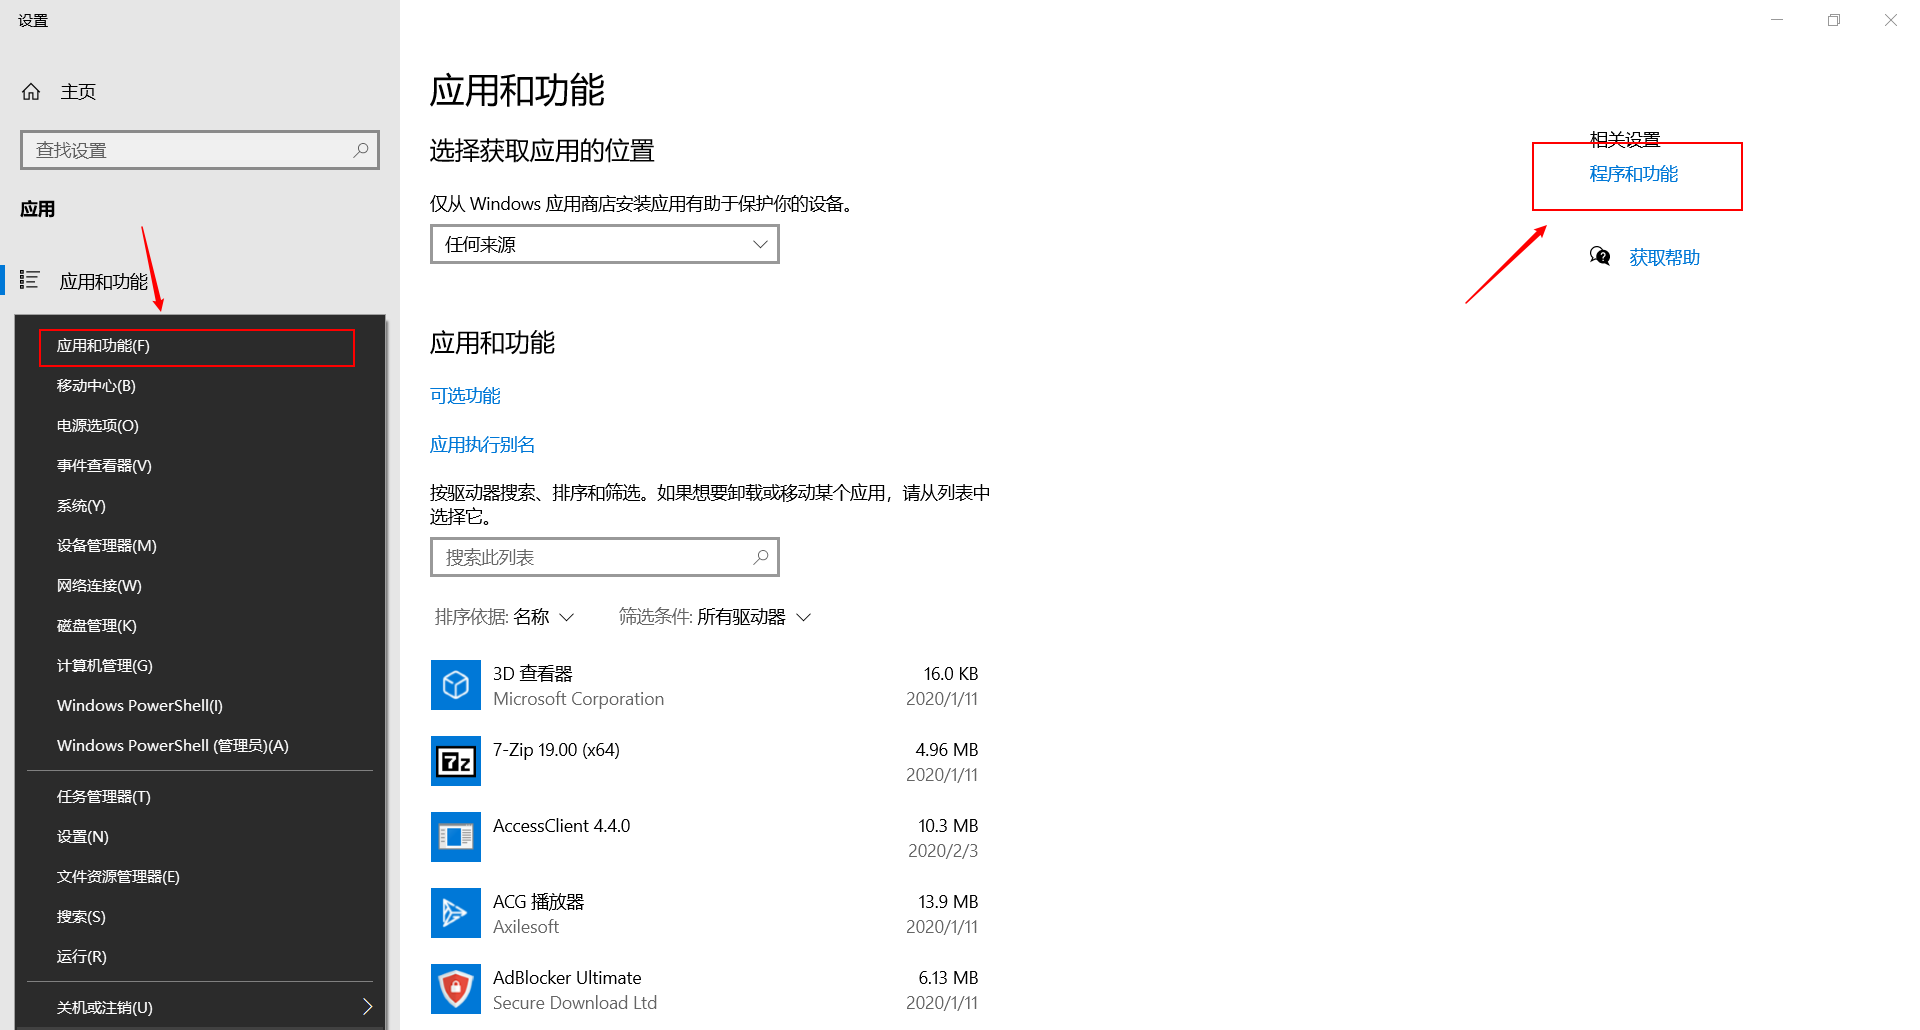 设置
主页
查找设置
应用
应用和功能
应用和功能(F)
移动中心(B)
电源选项(O)
事件查看器(V)
系统(Y)
设备管理器(M)
网络连接(W)
磁盘管理(K)
计算机管理(G)
Windows PowerShell(I)
Windows PowerShell (管理员)(A)
任务管理器(T)
设置(N)
文件资源管理器(E)
搜索(S)
运行(R)
关机或注销(U)
应用和功能
选择获取应用的位置
仅从 Windows 应用商店安装应用有助于保护你的设备。
任何来源
应用和功能
可选功能
应用执行别名
按驱动器搜索、排序和筛选。如果想要卸载或移动某个应用，请从列表中
选择它。
搜索此列表
排序依据: 名称 筛选条件: 所有驱动器
3D 查看器 16.0 KB
Microsoft Corporation 2020/1/11
7-Zip 19.00 (x64) 4.96 MB
2020/1/11
AccessClient 4.4.0 10.3 MB
2020/2/3
ACG 播放器 13.9 MB
Axilesoft 2020/1/11
AdBlocker Ultimate 6.13 MB
Secure Download Ltd 2020/1/11
相关设置
程序和功能
获取帮助